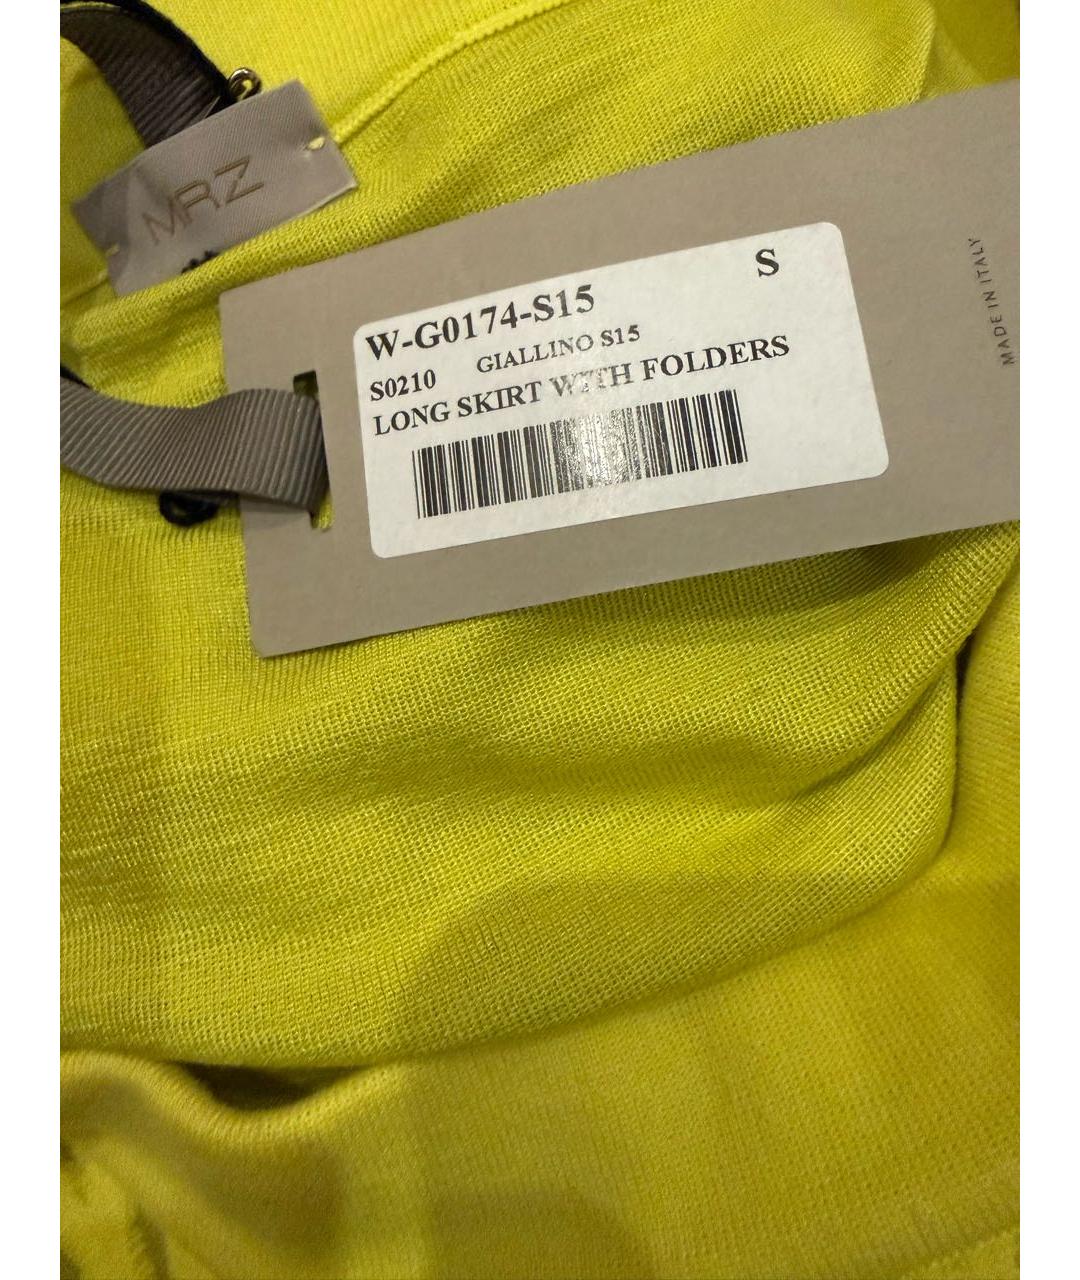 MRZ
S
W-G0174-S15
GIALLINO S15
S0210
LONG SKIRT WITH FOLDERS
MADE IN ITALY